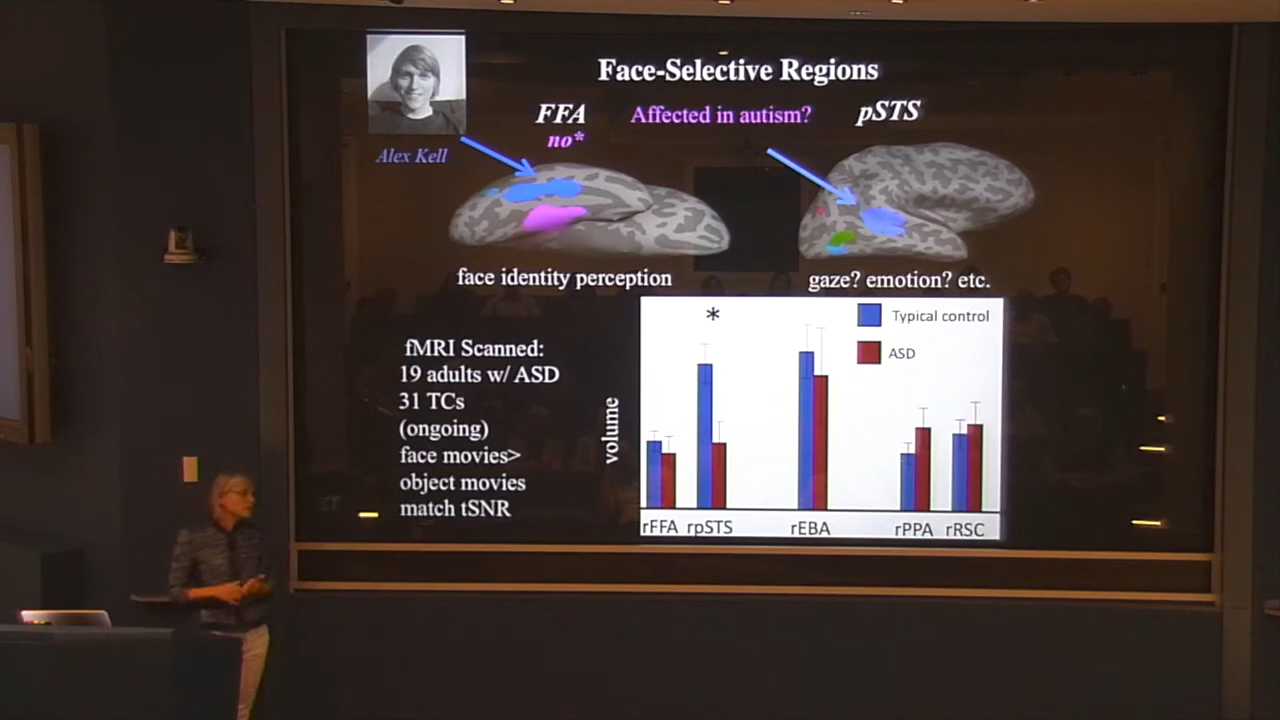 Face-Selective Regions
FFA
Affected in autism?
pSTS
no*
Alex Kell
face identity perception
gaze? emotion? etc.
fMRI Scanned:
19 adults w/ ASD
31 TCs
(ongoing)
face movies>
object movies
match tSNR
volume
*
Typical control
ASD
rFFA rpSTS rEBA rPPA rRSC